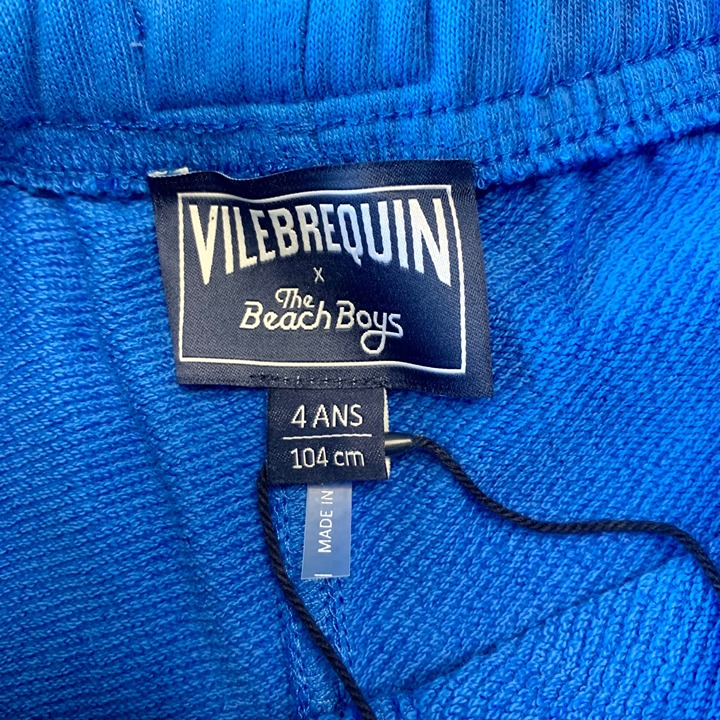 VILEBREQUIN
x
The
Beach Boys
4 ANS
104 cm
MADE IN